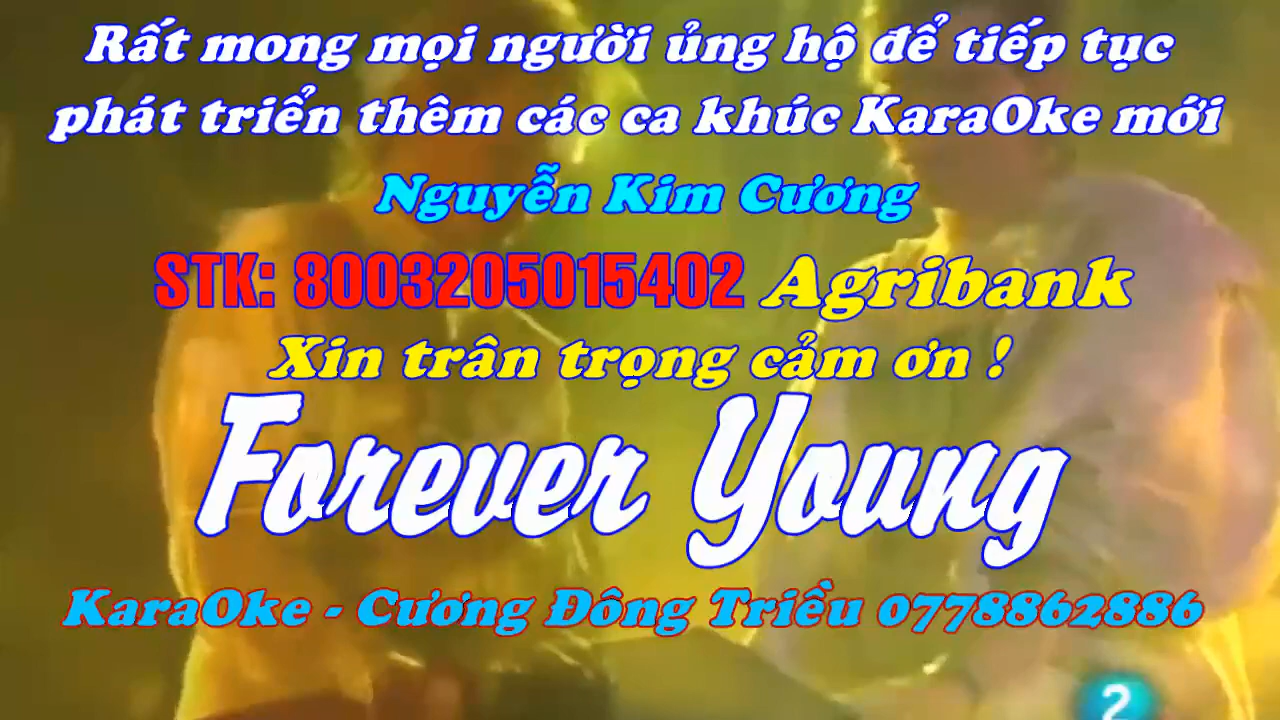 Rất mong mọi người ủng hộ để tiếp tục
phát triển thêm các ca khúc KaraOke mới
Nguyễn Kim Cương
STK: 8003205015402 Agribank
Xin trân trọng cảm ơn !
Forever Young
KaraOke - Cương Đông Triều 0778862886
2